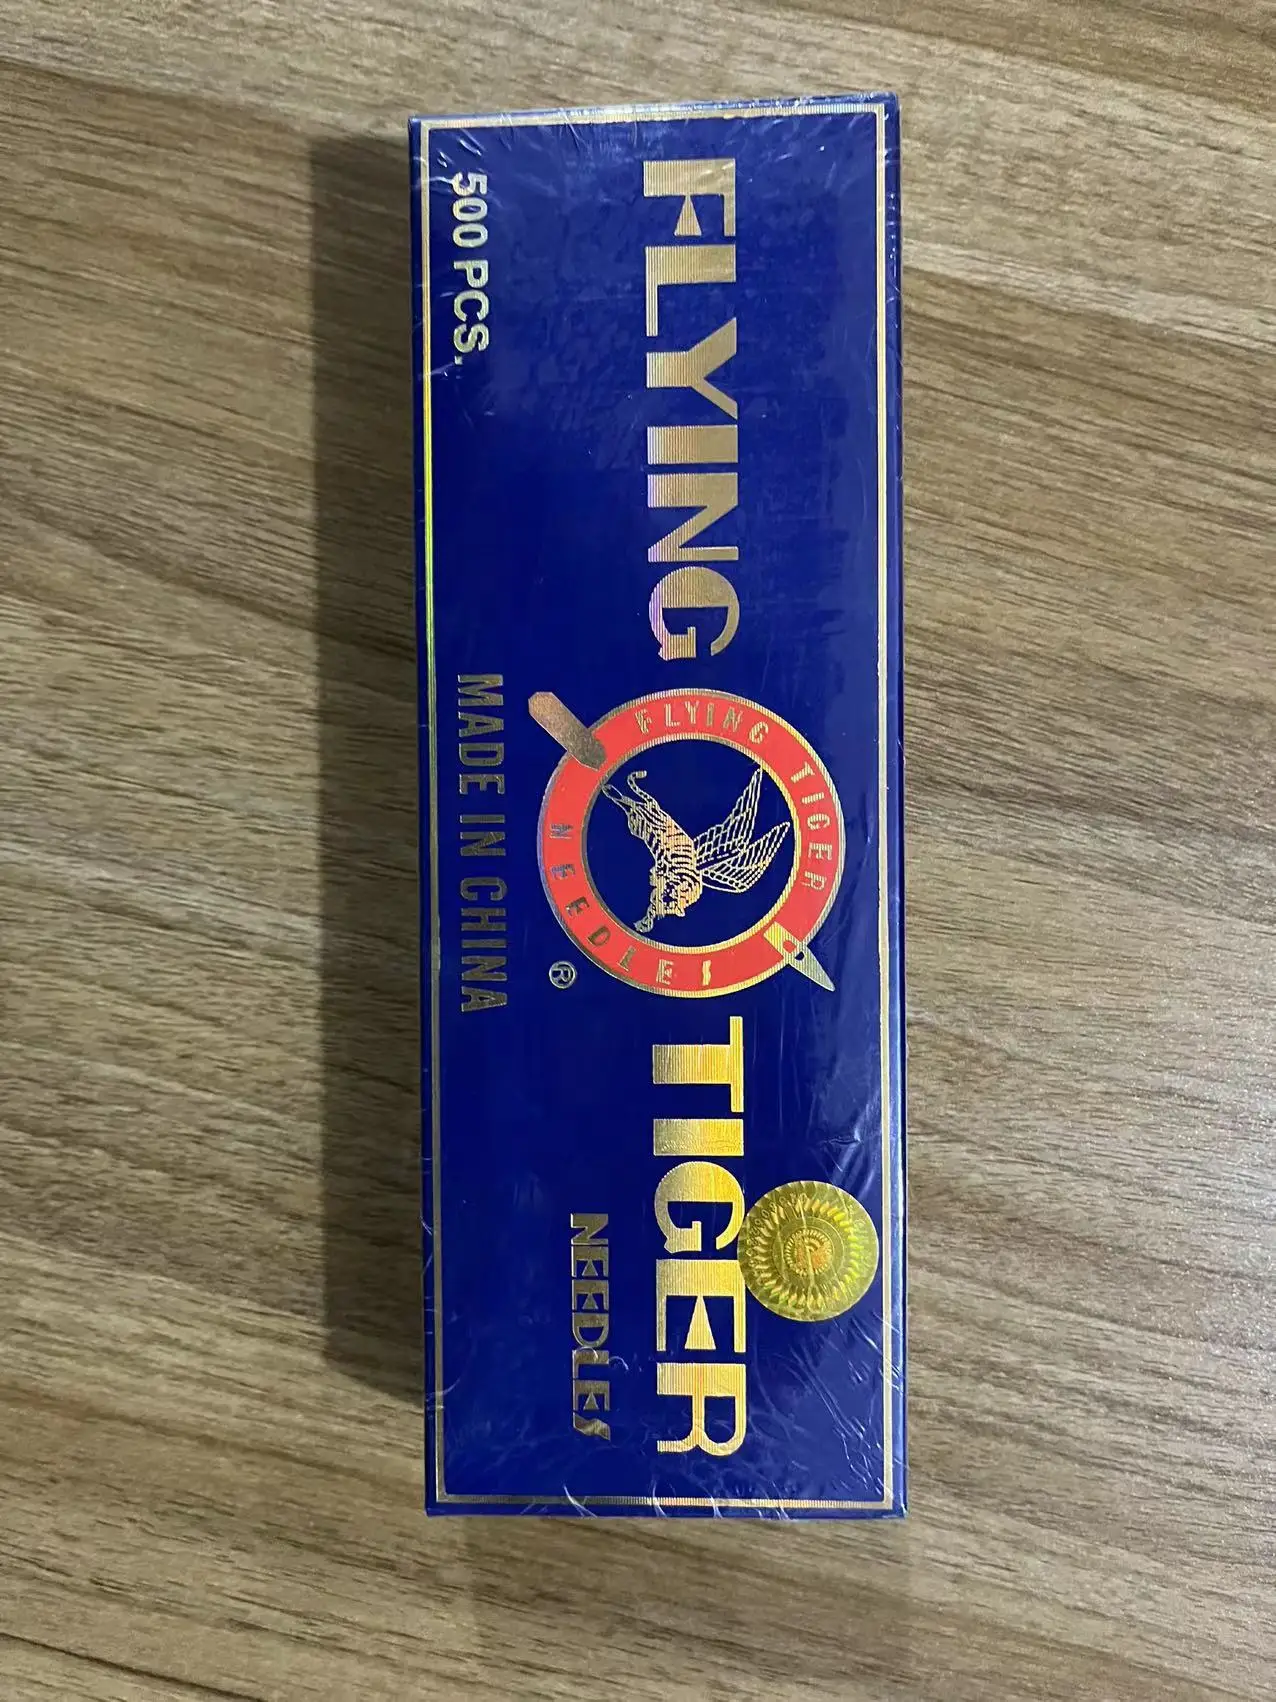 FLYING TIGER
FLYING TIGER
NEEDLES
®
NEEDLES
500 PCS.
MADE IN CHINA